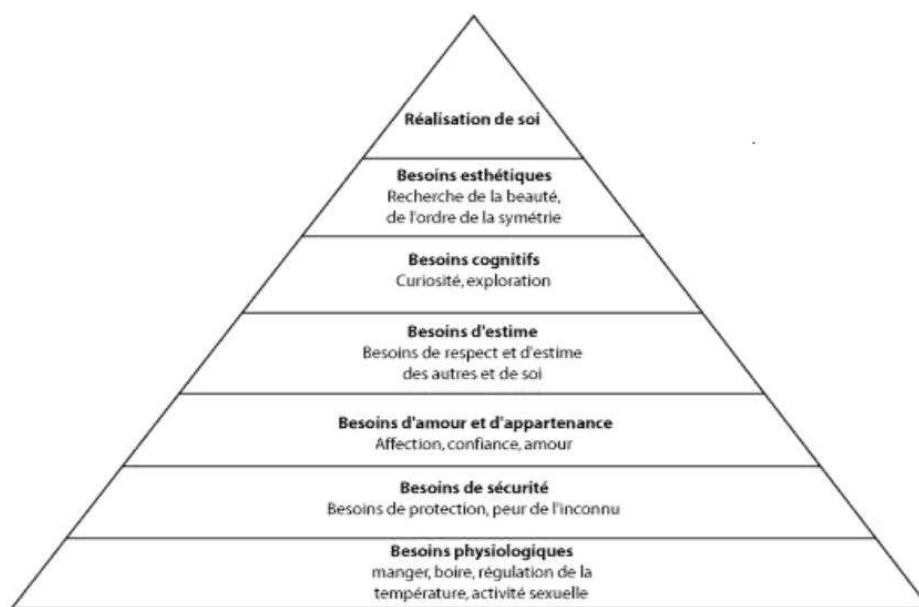 Réalisation de soi
Besoins esthétiques
Recherche de la beauté,
de l'ordre de la symétrie
Besoins cognitifs
Curiosité, exploration
Besoins d'estime
Besoins de respect et d'estime
des autres et de soi
Besoins d'amour et d'appartenance
Affection, confiance, amour
Besoins de sécurité
Besoins de protection, peur de l'inconnu
Besoins physiologiques
manger, boire, régulation de la
température, activité sexuelle